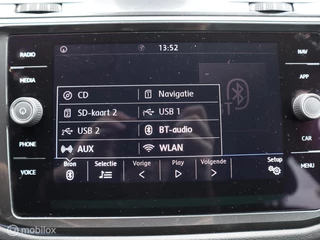 13:52
RADIO
MEDIA
PHONE
VOICE
NAV
APP
CAR
MENU
CD
Navigatie
SD-kaart 2
USB 1
USB 2
BT-audio
AUX
WLAN
Bron
Selectie
Vorige
Play
Volgende
Setup
© mobilox